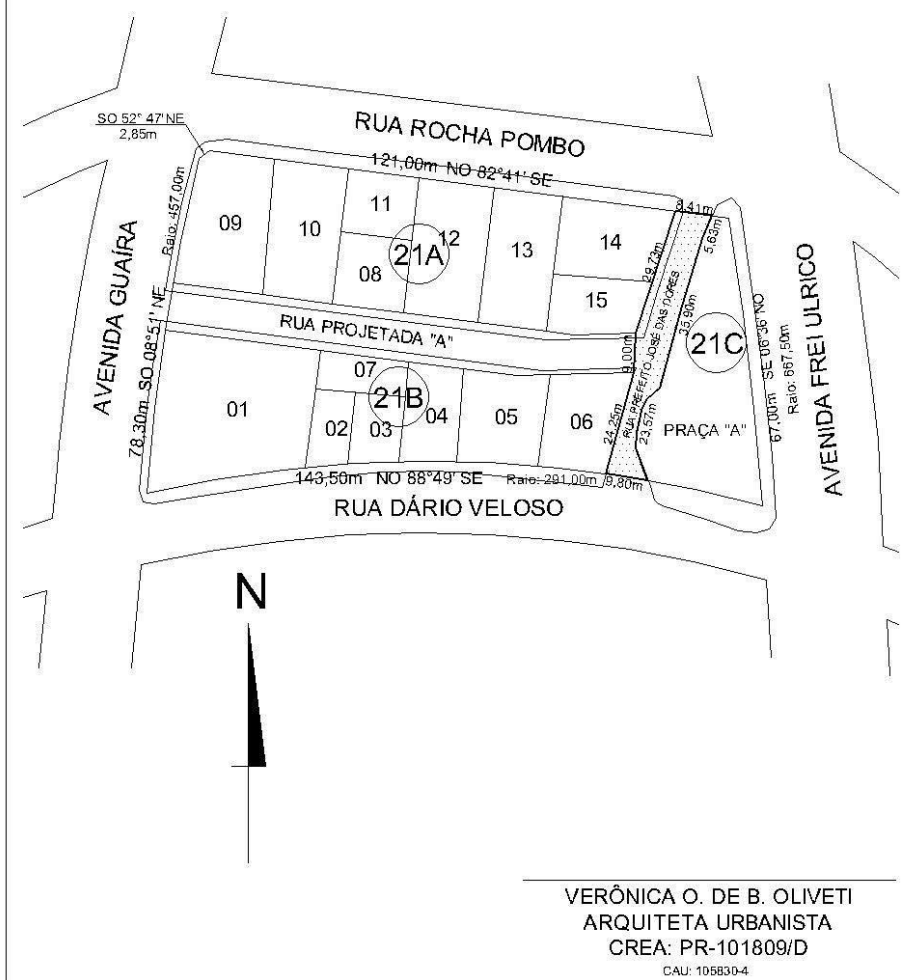 SO 52° 47' NE
2,85m
RUA ROCHA POMBO
121,00m NO 82°41' SE
Raio: 457,00m
AVENIDA GUAÍRA
78,30m SO 08°51' NE
09
10
11
08
21A
12
13
14
15
8,41m
5,63m
29,73m
35,90m
RUA PREFEITO JOSÉ DAS DORES
9,00m
24,25m
23,57m
9,80m
21C
PRAÇA "A"
67,00m SE 06°36' NO
Raio: 667,50m
AVENIDA FREI ULRICO
RUA PROJETADA "A"
01
07
21B
02
03
04
05
06
143,50m NO 88°49' SE
Raio: 291,00m
RUA DÁRIO VELOSO
N
VERÔNICA O. DE B. OLIVETI
ARQUITETA URBANISTA
CREA: PR-101809/D
CAU: 105830-4